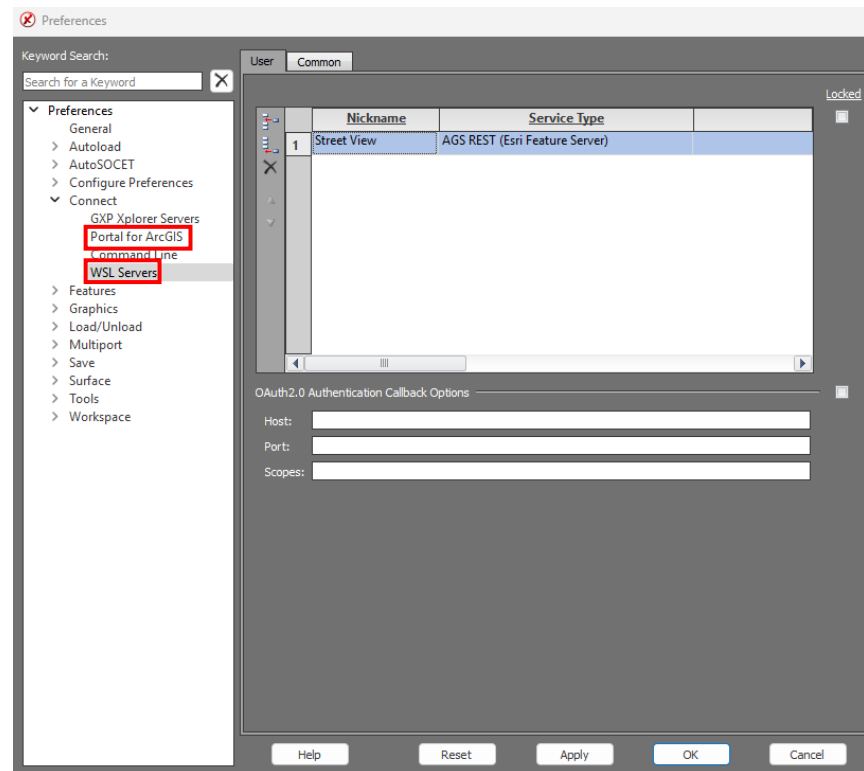 Preferences
Keyword Search:
Search for a Keyword
Preferences
General
Autoload
AutoSOCET
Configure Preferences
Connect
GXP Xplorer Servers
Portal for ArcGIS
Command Line
WSL Servers
Features
Graphics
Load/Unload
Multiport
Save
Surface
Tools
Workspace
User Common
Locked
Nickname Service Type
1 Street View AGS REST (Esri Feature Server)
OAuth2.0 Authentication Callback Options
Host:
Port:
Scopes:
Help Reset Apply OK Cancel